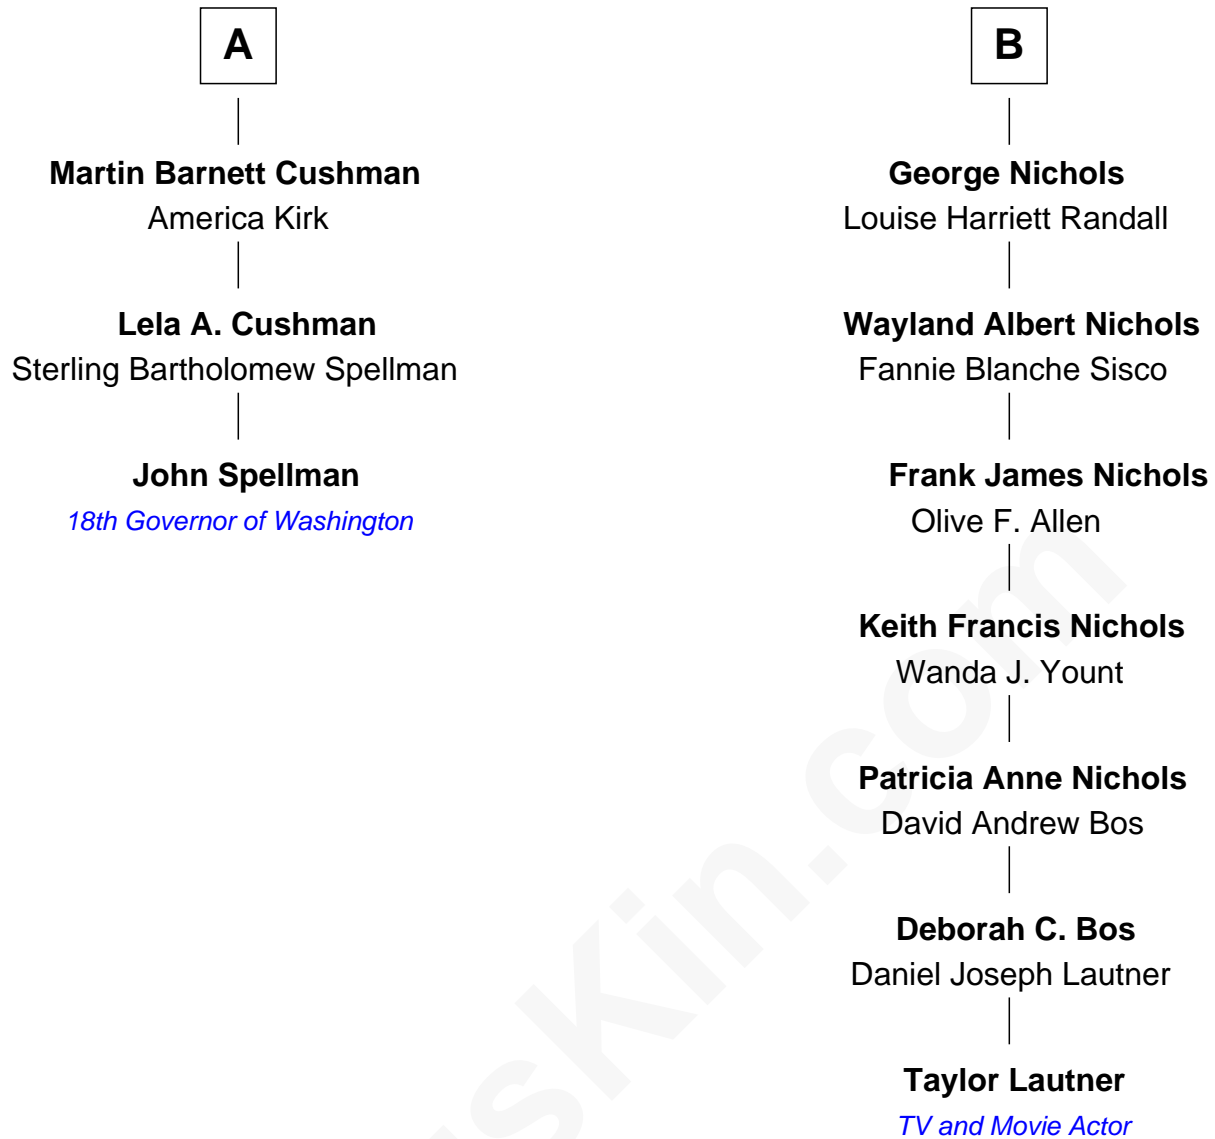 A
Martin Barnett Cushman
America Kirk
Lela A. Cushman
Sterling Bartholomew Spellman
John Spellman
18th Governor of Washington
B
George Nichols
Louise Harriett Randall
Wayland Albert Nichols
Fannie Blanche Sisco
Frank James Nichols
Olive F. Allen
Keith Francis Nichols
Wanda J. Yount
Patricia Anne Nichols
David Andrew Bos
Deborah C. Bos
Daniel Joseph Lautner
Taylor Lautner
TV and Movie Actor
sKin.com